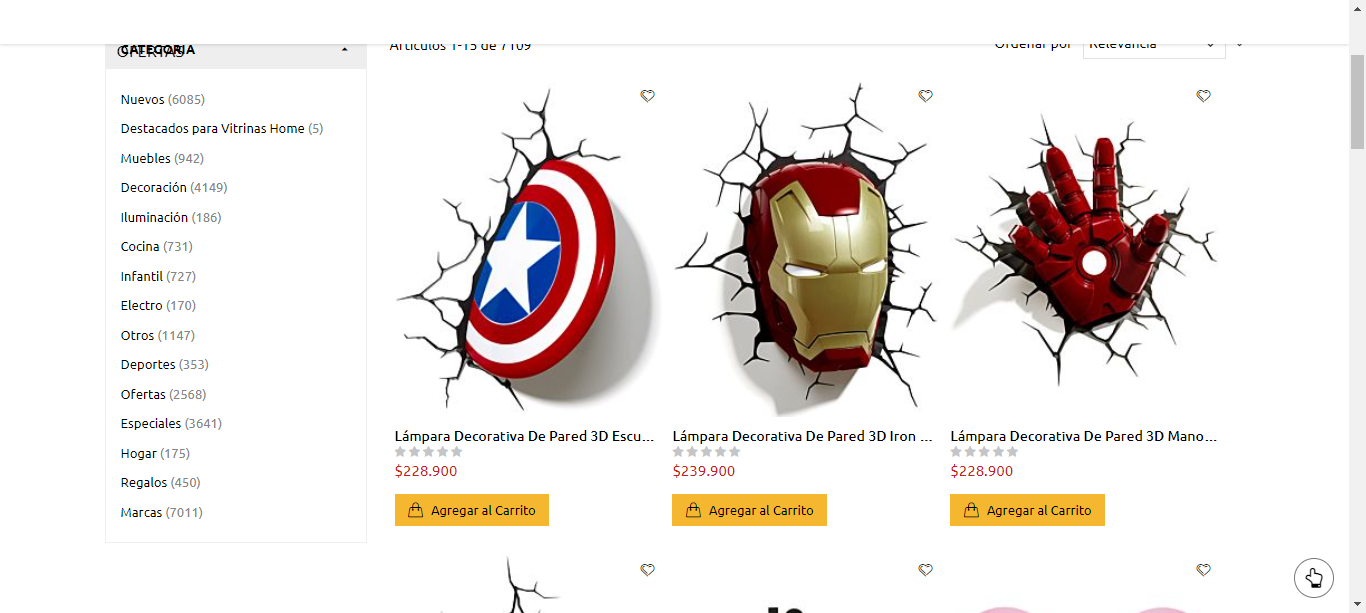 CATEGORIA
OFERTAS
Artículos 1-15 de 7109
Ordenar por
Relevancia
Nuevos (6085)
Destacados para Vitrinas Home (5)
Muebles (942)
Decoración (4149)
Iluminación (186)
Cocina (731)
Infantil (727)
Electro (170)
Otros (1147)
Deportes (353)
Ofertas (2568)
Especiales (3641)
Hogar (175)
Regalos (450)
Marcas (7011)
Lámpara Decorativa De Pared 3D Escu...
$228.900
Agregar al Carrito
Lámpara Decorativa De Pared 3D Iron ...
$239.900
Agregar al Carrito
Lámpara Decorativa De Pared 3D Mano...
$228.900
Agregar al Carrito